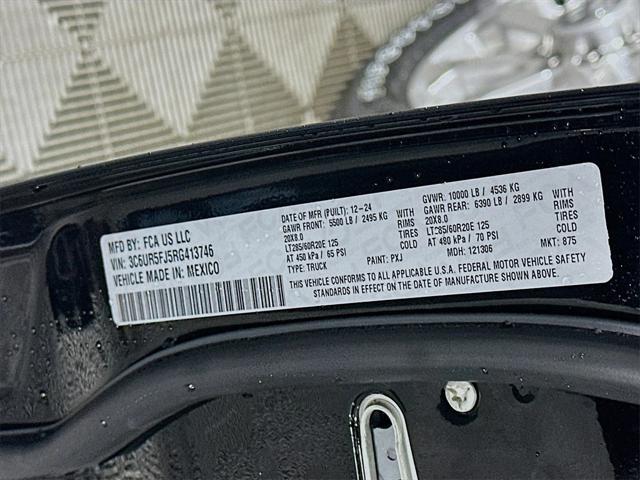 MFD BY: FCA US LLC
VIN: 3C6UR5FJ5RG413746
VEHICLE MADE IN MEXICO
DATE OF MFR (PUILT): 12-24
GAWR FRONT: 5500 LB / 2495 KG WITH
20X8.0 RIMS
LT285/60R20E 125 TIRES
AT 450 kPa / 65 PSI COLD
TYPE: TRUCK PAINT: PXJ
GVWR: 10000 LB / 4536 KG
GAWR REAR: 6390 LB / 2899 KG WITH
20X8.0 RIMS
LT285/60R20E 125 TIRES
AT 480 kPa / 70 PSI COLD
MDH: 121306 MKT: 875
THIS VEHICLE CONFORMS TO ALL APPLICABLE U.S.A. FEDERAL MOTOR VEHICLE SAFETY
STANDARDS IN EFFECT ON THE DATE OF MANUFACTURE SHOWN ABOVE